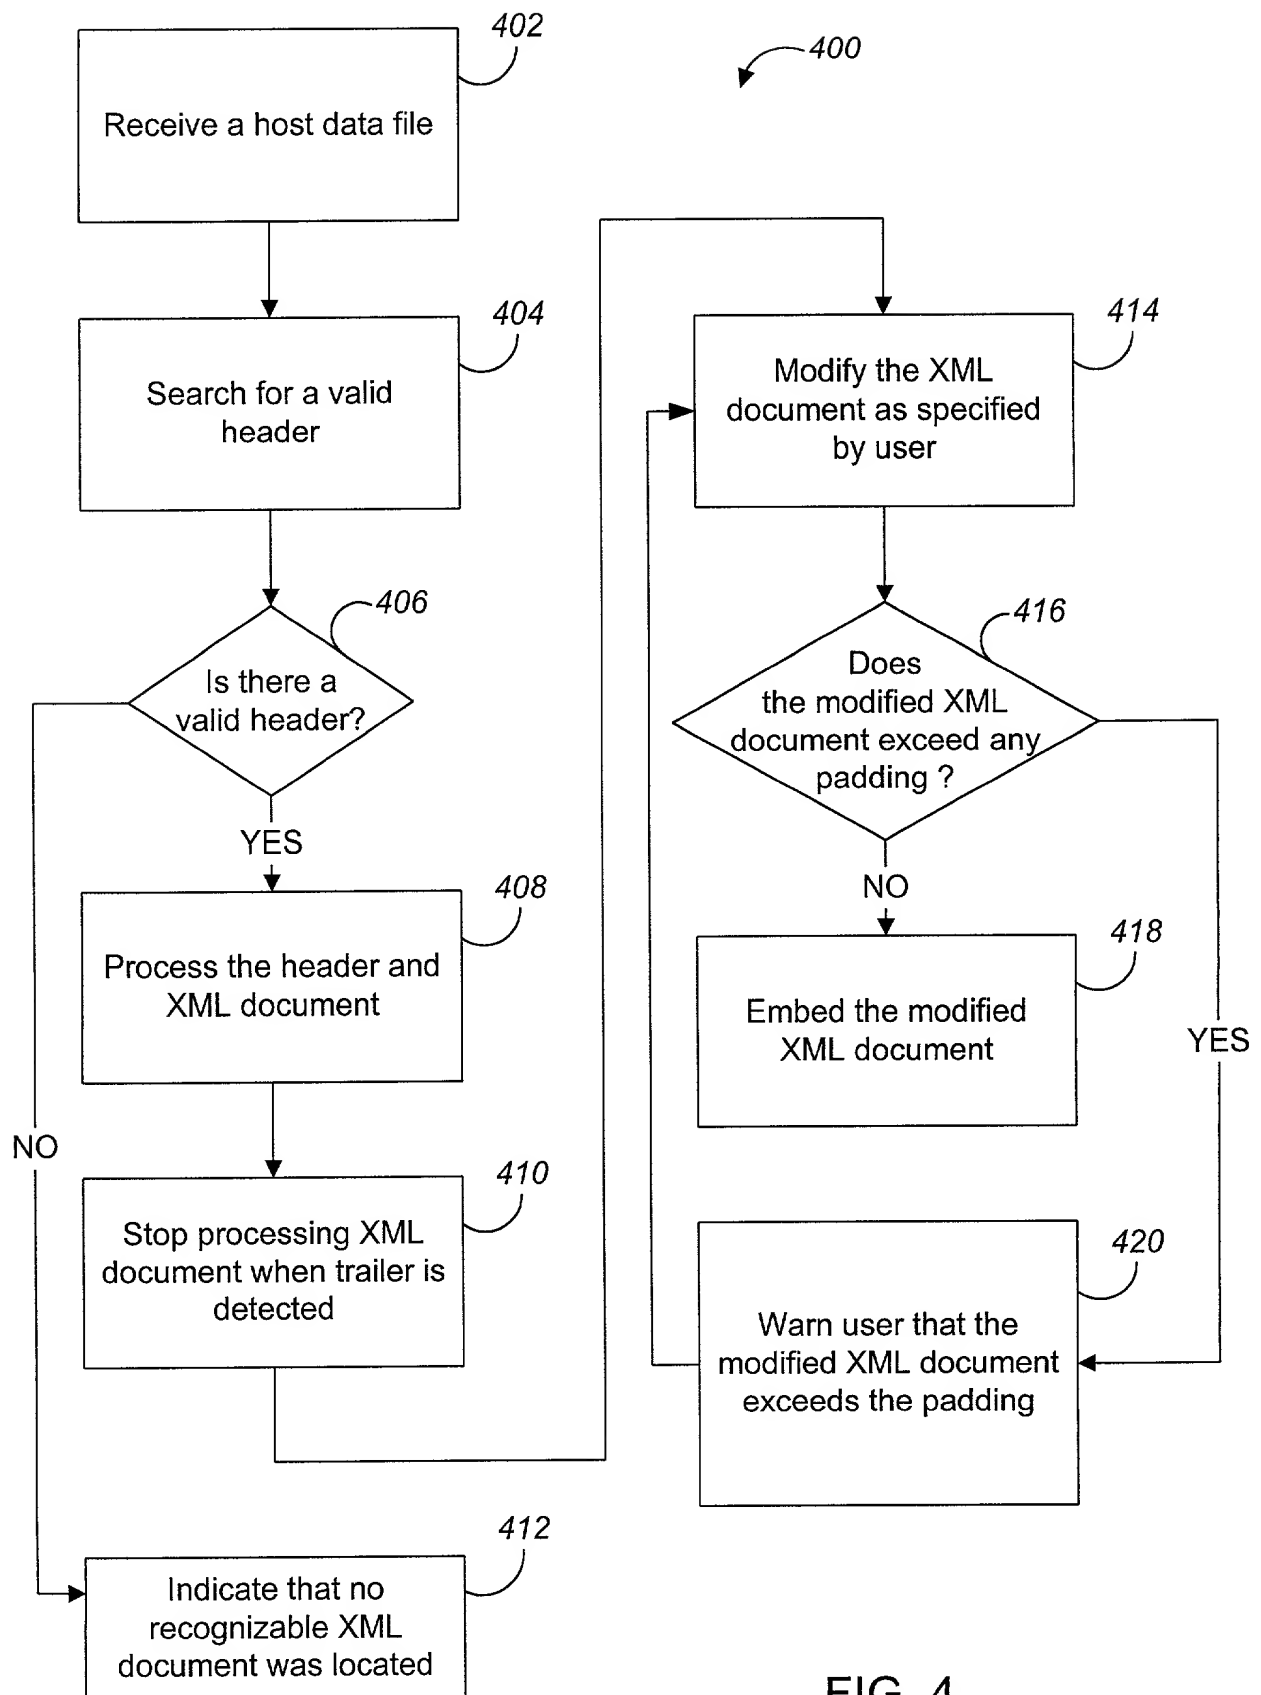 402
Receive a host data file
400
404
Search for a valid
header
406
Is there a
valid header?
YES
NO
408
Process the header and
XML document
410
Stop processing XML
document when trailer is
detected
412
Indicate that no
recognizable XML
document was located
414
Modify the XML
document as specified
by user
416
Does
the modified XML
document exceed any
padding ?
NO
YES
418
Embed the modified
XML document
420
Warn user that the
modified XML document
exceeds the padding
FIG. 4